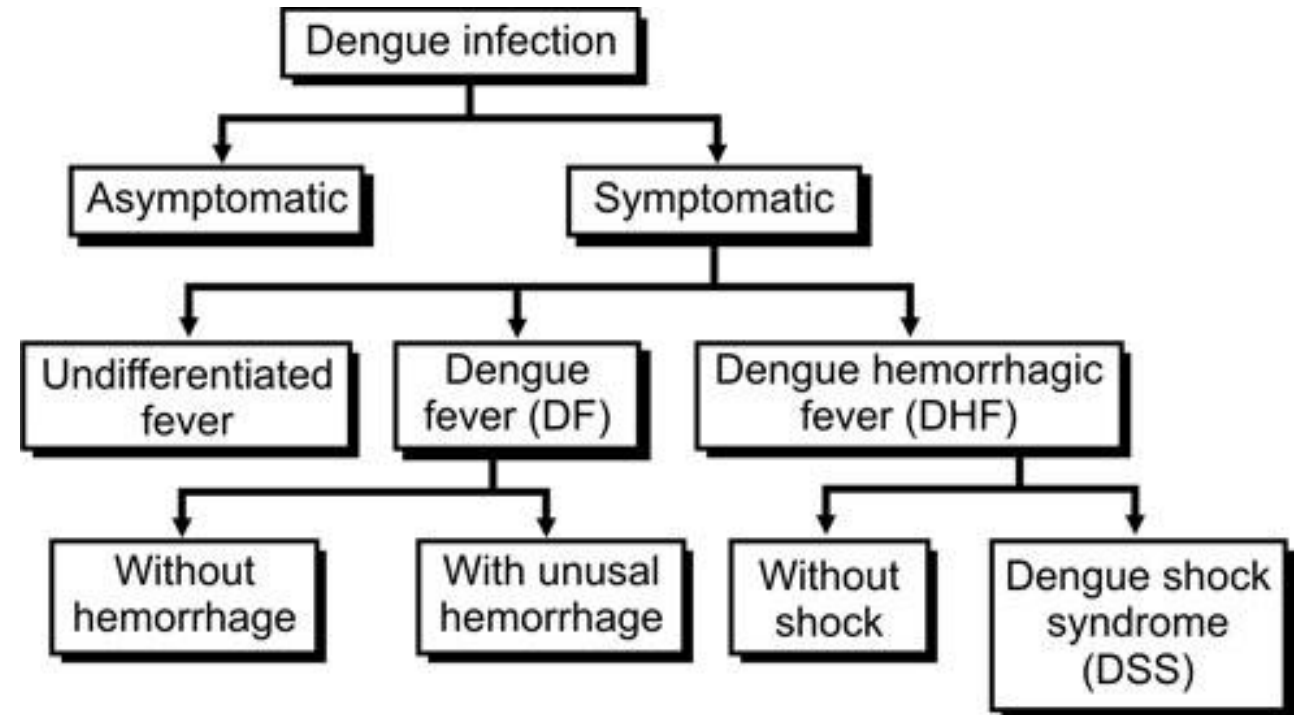 Dengue infection
Asymptomatic
Symptomatic
Undifferentiated
fever
Dengue
fever (DF)
Dengue hemorrhagic
fever (DHF)
Without
hemorrhage
With unusal
hemorrhage
Without
shock
Dengue shock
syndrome
(DSS)